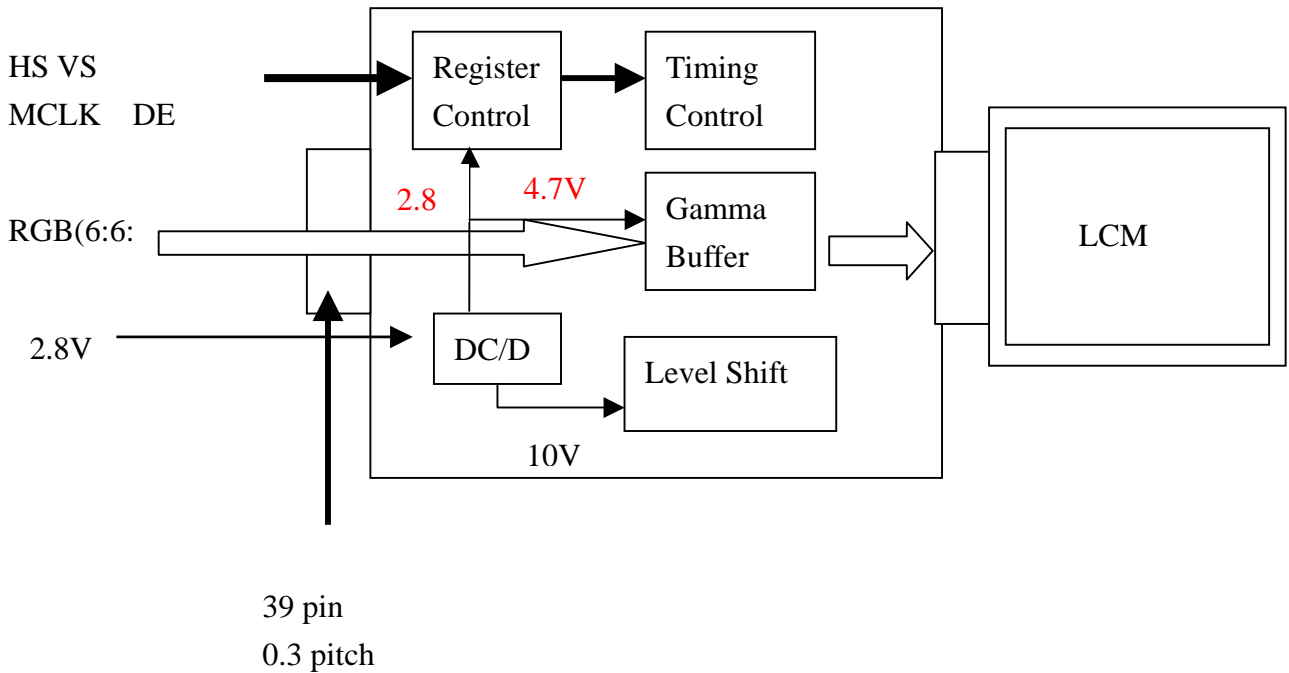 HS VS
MCLK DE
Register
Control
Timing
Control
2.8
4.7V
RGB(6:6:
Gamma
Buffer
LCM
2.8V
DC/D
Level Shift
10V
39 pin
0.3 pitch